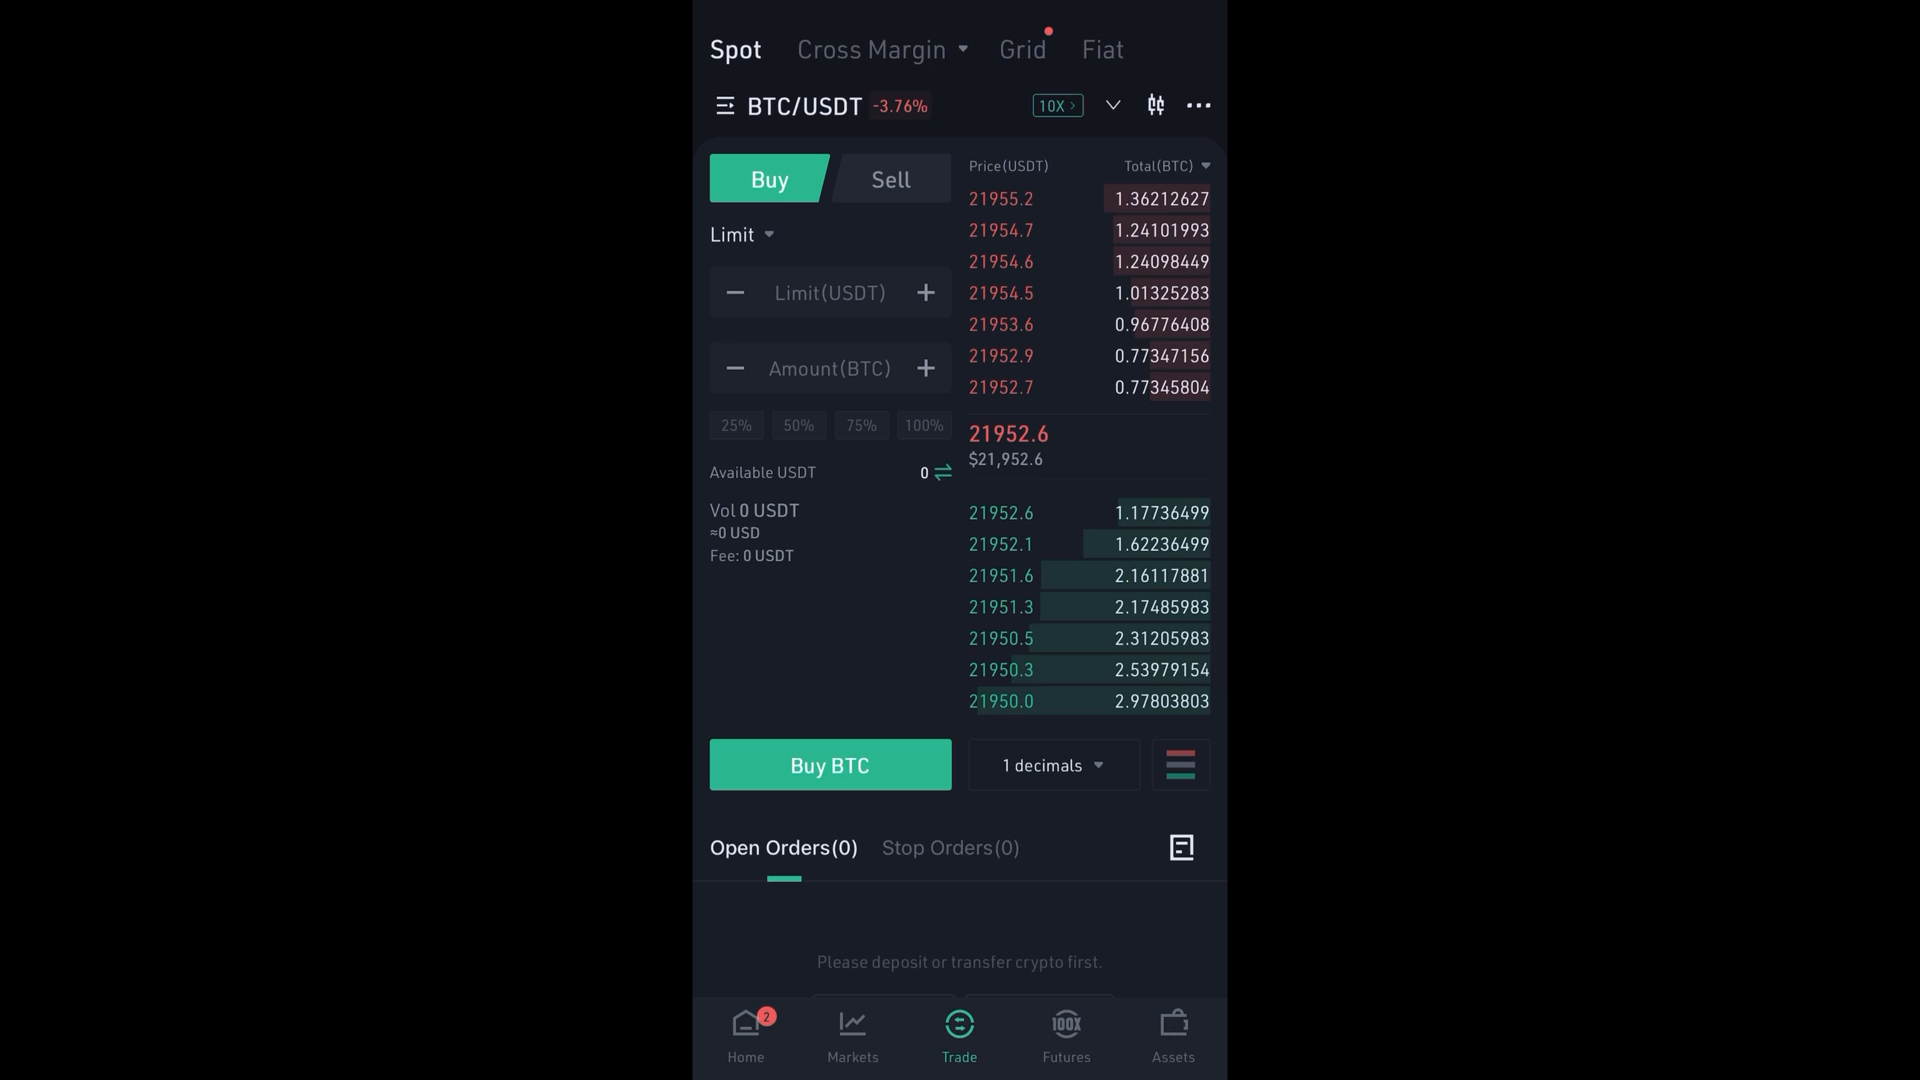 Spot Cross Margin Grid Fiat
BTC/USDT -3.76% 10X >
Buy Sell
Limit
Limit(USDT)
Amount(BTC)
25% 50% 75% 100%
Available USDT 0
Vol 0 USDT
≈0 USD
Fee: 0 USDT
Buy BTC
Price(USDT) Total(BTC)
21955.2 1.36212627
21954.7 1.24101993
21954.6 1.24098449
21954.5 1.01325283
21953.6 0.96776408
21952.9 0.77347156
21952.7 0.77345804
21952.6
$21,952.6
21952.6 1.17736499
21952.1 1.62236499
21951.6 2.16117881
21951.3 2.17485983
21950.5 2.31205983
21950.3 2.53979154
21950.0 2.97803803
1 decimals
Open Orders(0) Stop Orders(0)
Please deposit or transfer crypto first.
2 100X
Home Markets Trade Futures Assets